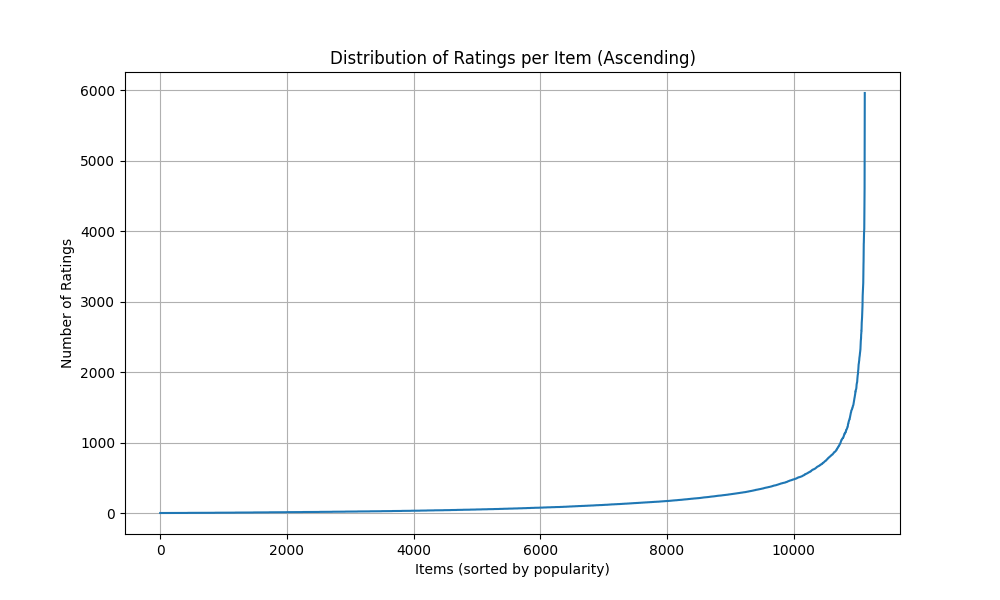 Distribution of Ratings per Item (Ascending)
Number of Ratings
6000
5000
4000
3000
2000
1000
0
0 2000 4000 6000 8000 10000
Items (sorted by popularity)